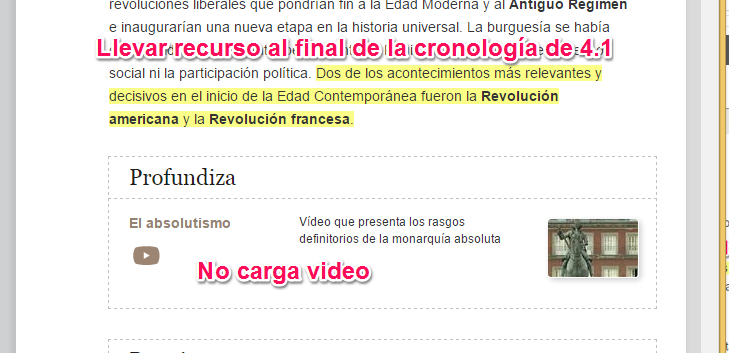 revoluciones liberales que pondrían fin a la Edad Moderna y al Antiguo Régimen
e inaugurarían una nueva etapa en la historia universal. La burguesía se había
Llevar recurso al final de la cronología de 4.1
social ni la participación política. Dos de los acontecimientos más relevantes y
decisivos en el inicio de la Edad Contemporánea fueron la Revolución
americana y la Revolución francesa.
Profundiza
El absolutismo
Vídeo que presenta los rasgos
definitorios de la monarquía absoluta
No carga video